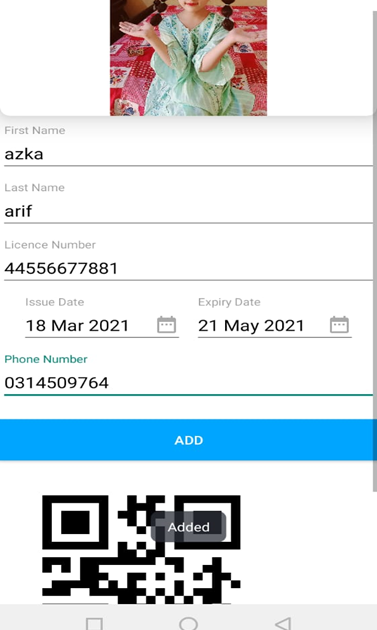 First Name
azka
Last Name
arif
Licence Number
44556677881
Issue Date
Expiry Date
18 Mar 2021
21 May 2021
Phone Number
0314509764
ADD
Added